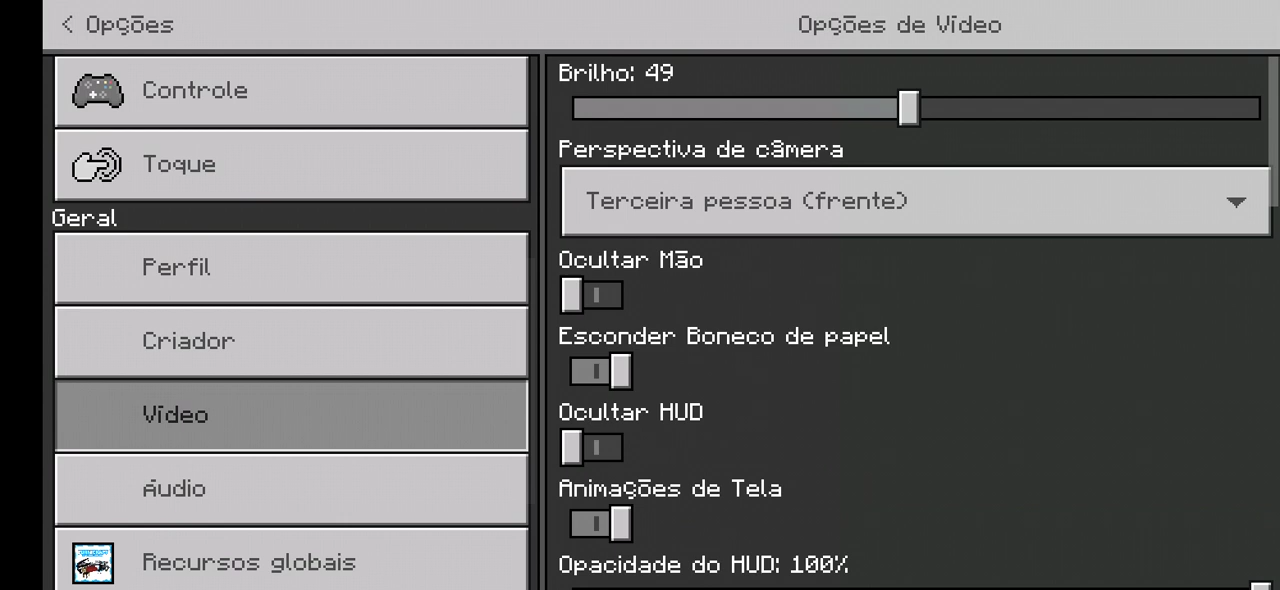 < Opções
Opções de Vídeo
Controle
Toque
Geral
Perfil
Criador
Vídeo
Áudio
Recursos globais
Brilho: 49
Perspectiva de câmera
Terceira pessoa (frente)
Ocultar Mão
Esconder Boneco de papel
Ocultar HUD
Animações de Tela
Opacidade do HUD: 100%